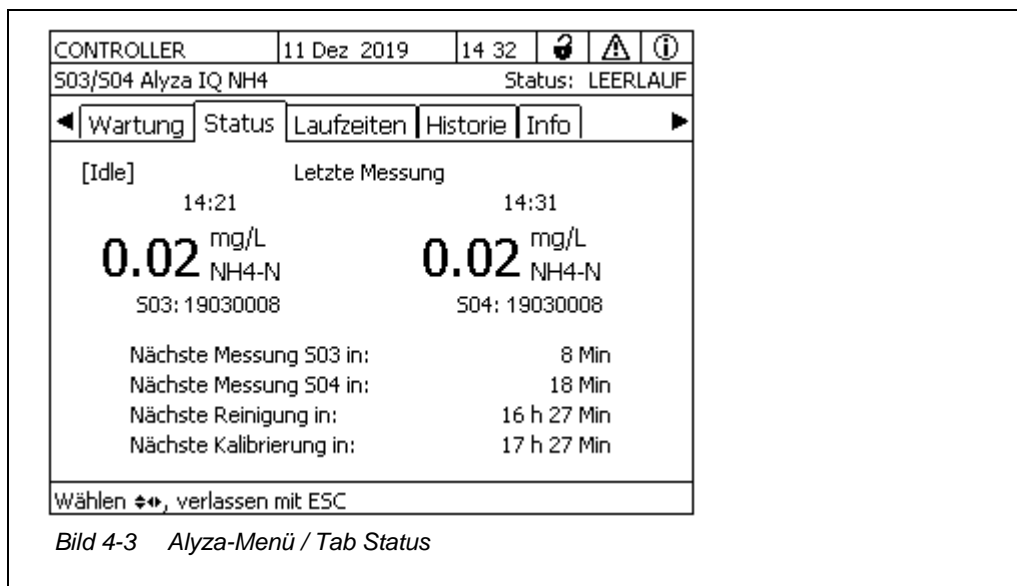 CONTROLLER 11 Dez 2019 14 32
S03/S04 Alyza IQ NH4 Status: LEERLAUF
Wartung Status Laufzeiten Historie Info
[Idle] Letzte Messung
14:21 14:31
0.02 mg/L NH4-N 0.02 mg/L NH4-N
S03: 19030008 S04: 19030008
Nächste Messung S03 in: 8 Min
Nächste Messung S04 in: 18 Min
Nächste Reinigung in: 16 h 27 Min
Nächste Kalibrierung in: 17 h 27 Min
Wählen , verlassen mit ESC
Bild 4-3 Alyza-Menü / Tab Status